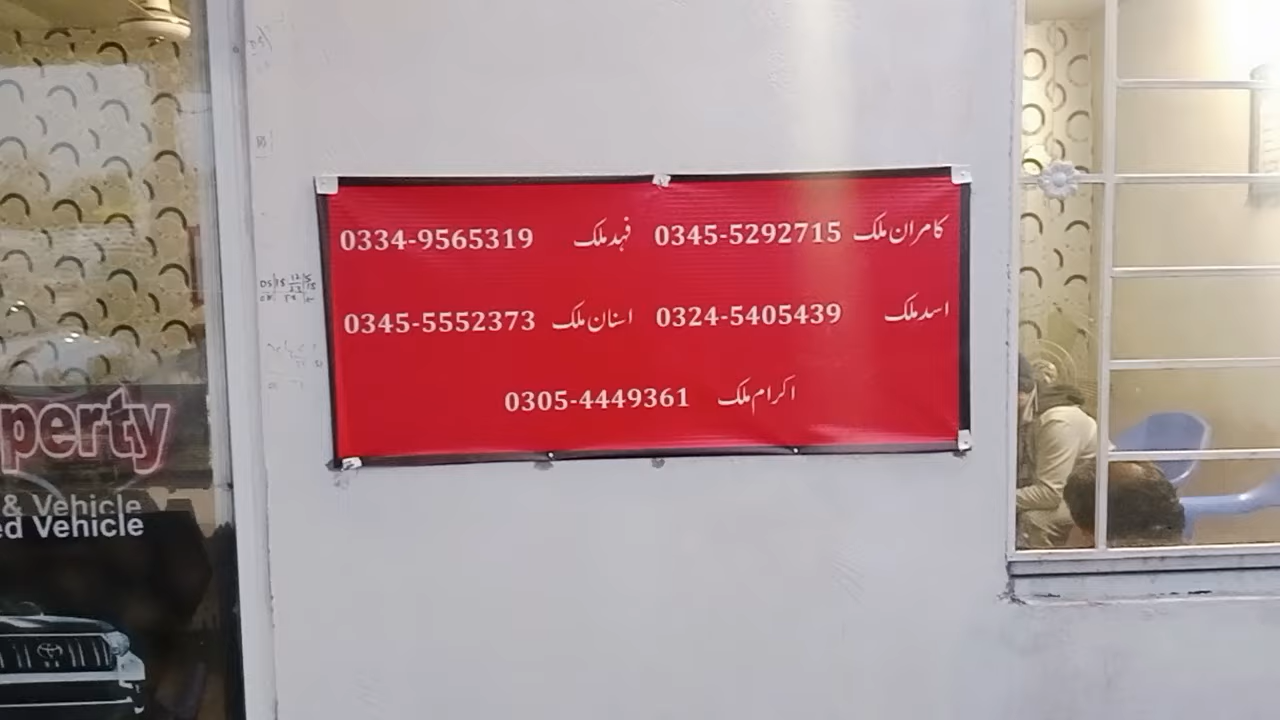 کامران ملک 0345-5292715 فہد ملک 0334-9565319
اسد ملک 0324-5405439 اسنان ملک 0345-5552373
اکرام ملک 0305-4449361
perty
& Vehicle
ed Vehicle